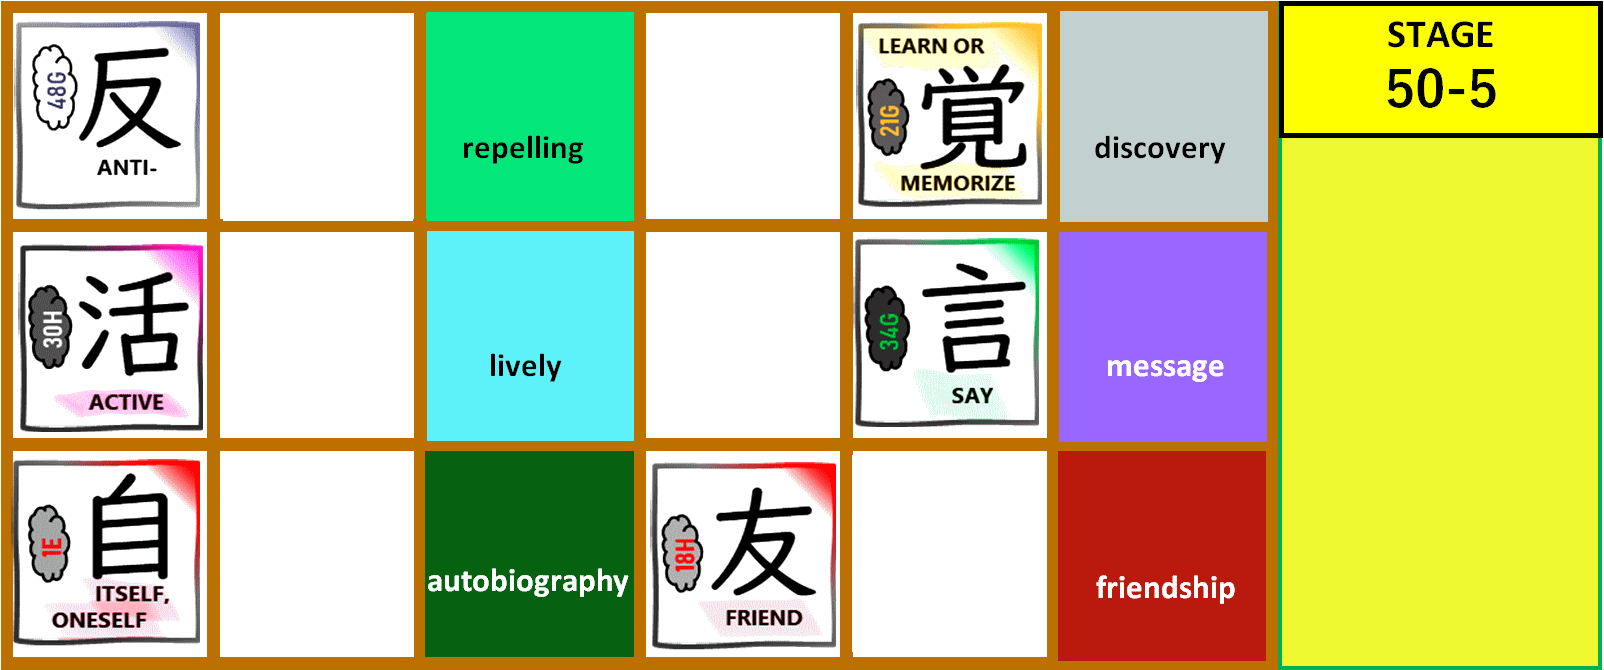 48G
反
ANTI-
repelling
LEARN OR
21G
覚
MEMORIZE
discovery
STAGE
50-5
30H
活
ACTIVE
lively
34G
言
SAY
message
1E
自
ITSELF,
ONESELF
autobiography
18H
友
FRIEND
friendship